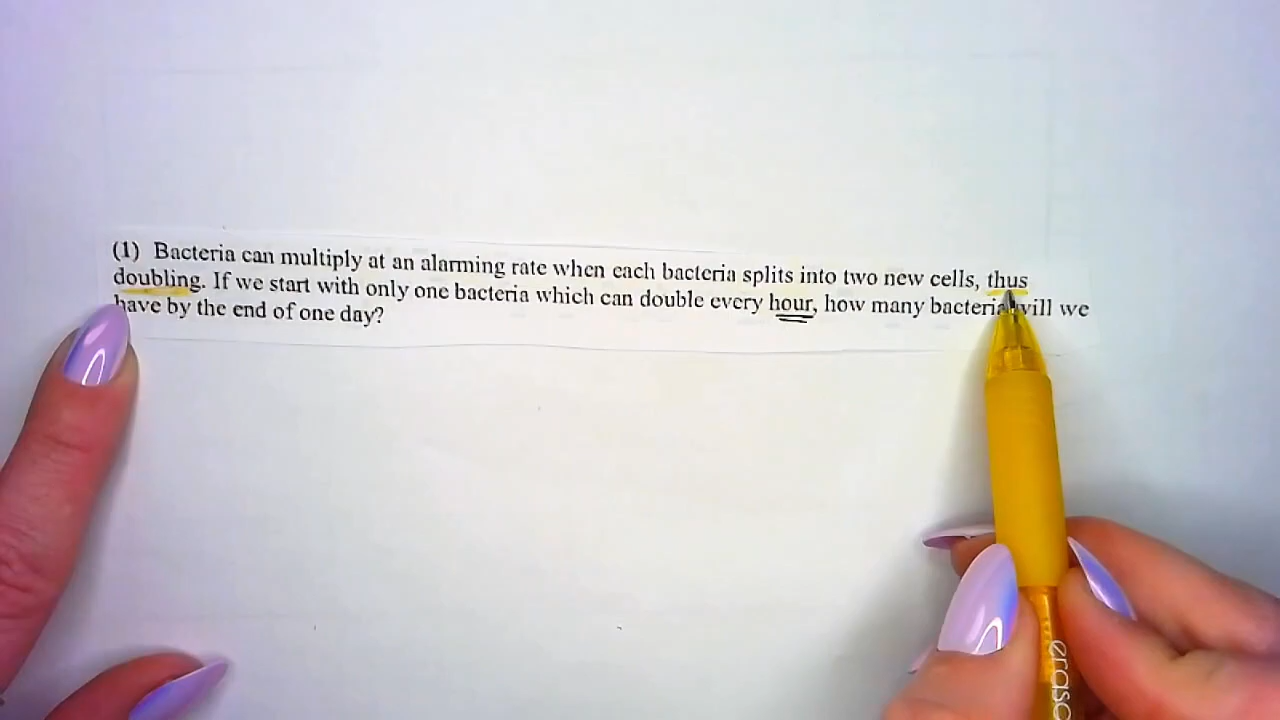 (1) Bacteria can multiply at an alarming rate when each bacteria splits into two new cells, thus
doubling. If we start with only one bacteria which can double every hour, how many bacteria will we
have by the end of one day?